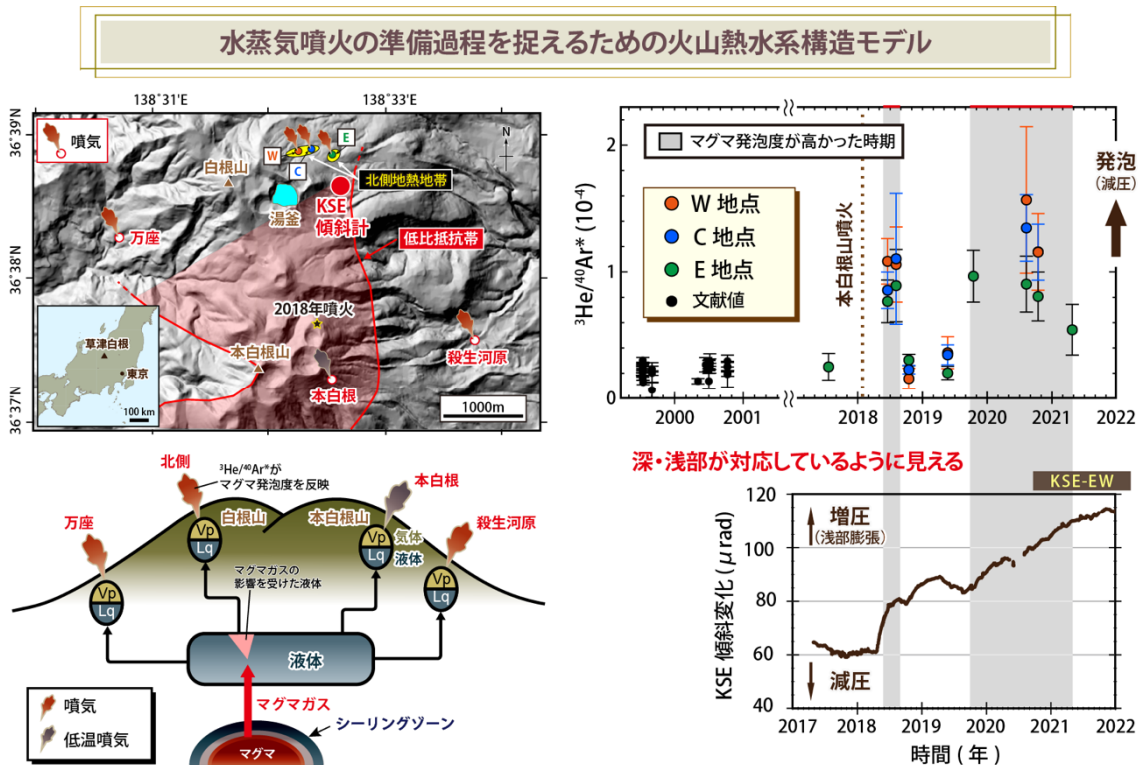 水蒸気噴火の準備過程を捉えるための火山熱水系構造モデル
138°31'E
138°33'E
36°39'N
36°38'N
36°37'N
噴気
N
W
C
E
白根山
北側地熱地帯
湯釜
KSE
傾斜計
万座
低比抵抗帯
2018年噴火
草津白根
東京
100 km
本白根山
本白根
殺生河原
1000m
北側
³He/⁴⁰Ar*が
マグマ発泡度を反映
本白根
万座
白根山
本白根山
殺生河原
Vp
Lq
Vp
Lq
気体
液体
Vp
Lq
Vp
Lq
マグマガスの
影響を受けた液体
液体
マグマガス
シーリングゾーン
マグマ
噴気
低温噴気
³He/⁴⁰Ar* (10⁻⁴)
2
1
0
マグマ発泡度が高かった時期
W 地点
C 地点
E 地点
文献値
本白根山噴火
発泡
(減圧)
2000
2001
2018
2019
2020
2021
2022
深・浅部が対応しているように見える
KSE-EW
KSE 傾斜変化 (μ rad)
120
100
80
60
40
増圧
(浅部膨張)
減圧
2017
2018
2019
2020
2021
2022
時間 ( 年 )